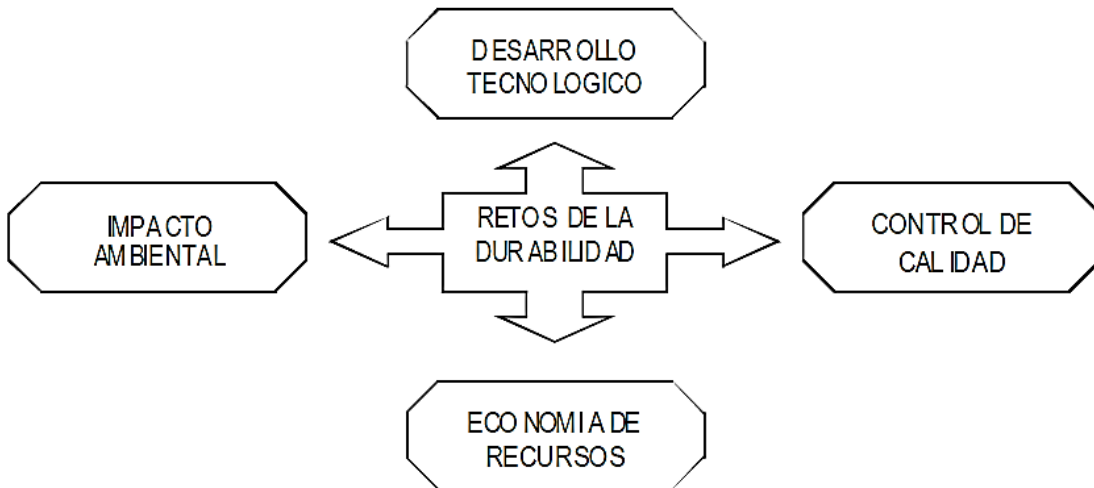 DESARROLLO
TECNOLOGICO
IMPACTO
AMBIENTAL
RETOS DE LA
DURABILIDAD
CONTROL DE
CALIDAD
ECONOMIA DE
RECURSOS